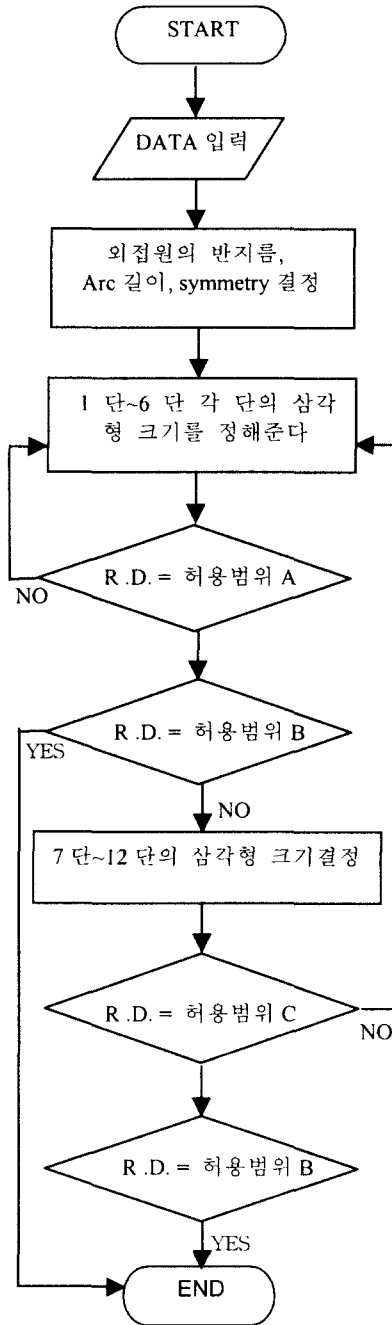 START
DATA 입력
외접원의 반지름,
Arc 길이, symmetry 결정
1 단~6 단 각 단의 삼각
형 크기를 정해준다
R .D. = 허용범위 A
NO
R .D. = 허용범위 B
YES
NO
7 단~12 단의 삼각형 크기결정
R .D. = 허용범위 C
NO
R .D. = 허용범위 B
YES
END